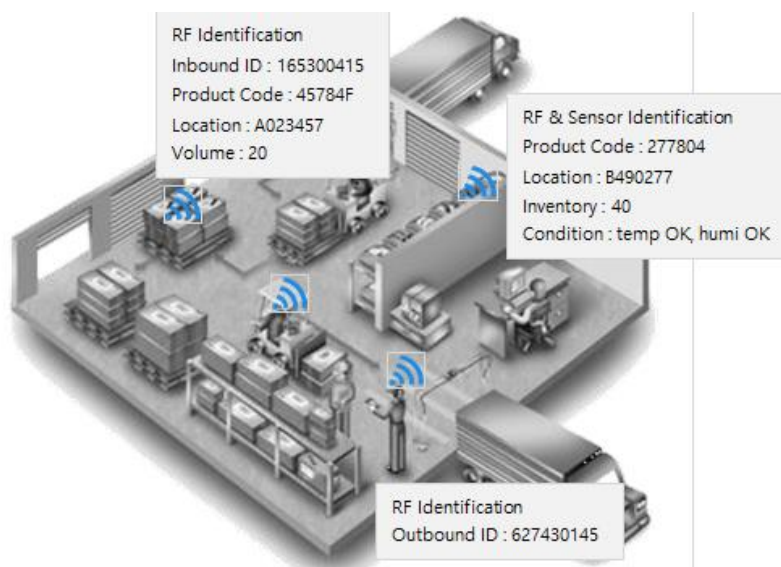 RF Identification
Inbound ID : 165300415
Product Code : 45784F
Location : A023457
Volume : 20
RF & Sensor Identification
Product Code : 277804
Location : B490277
Inventory : 40
Condition : temp OK, humi OK
RF Identification
Outbound ID : 627430145